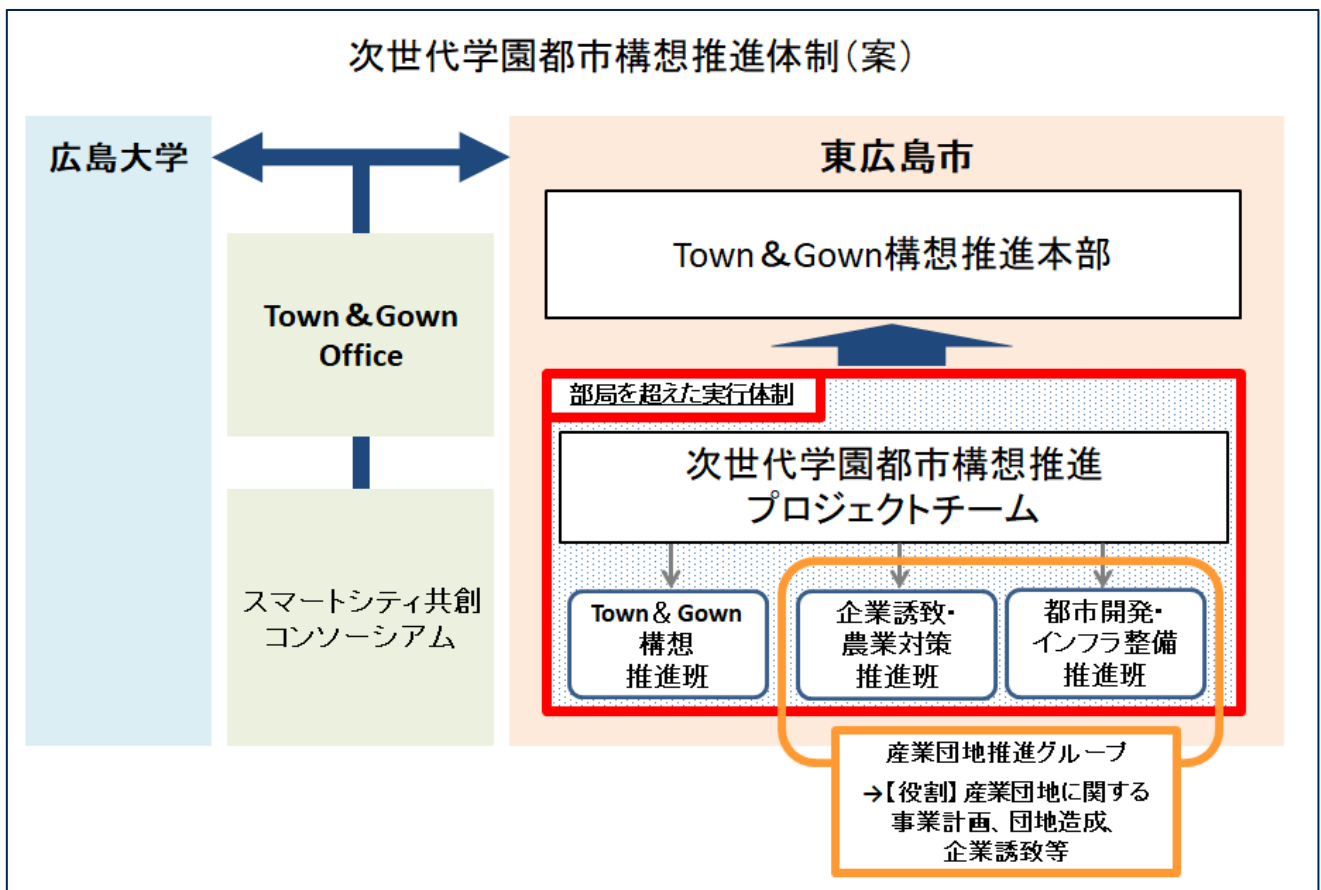 次世代学園都市構想推進体制(案)
広島大学
Town＆Gown
Office
スマートシティ共創
コンソーシアム
東広島市
Town＆Gown構想推進本部
部局を超えた実行体制
次世代学園都市構想推進
プロジェクトチーム
Town＆Gown
構想
推進班
企業誘致・
農業対策
推進班
都市開発・
インフラ整備
推進班
産業団地推進グループ
→【役割】産業団地に関する
事業計画、団地造成、
企業誘致等